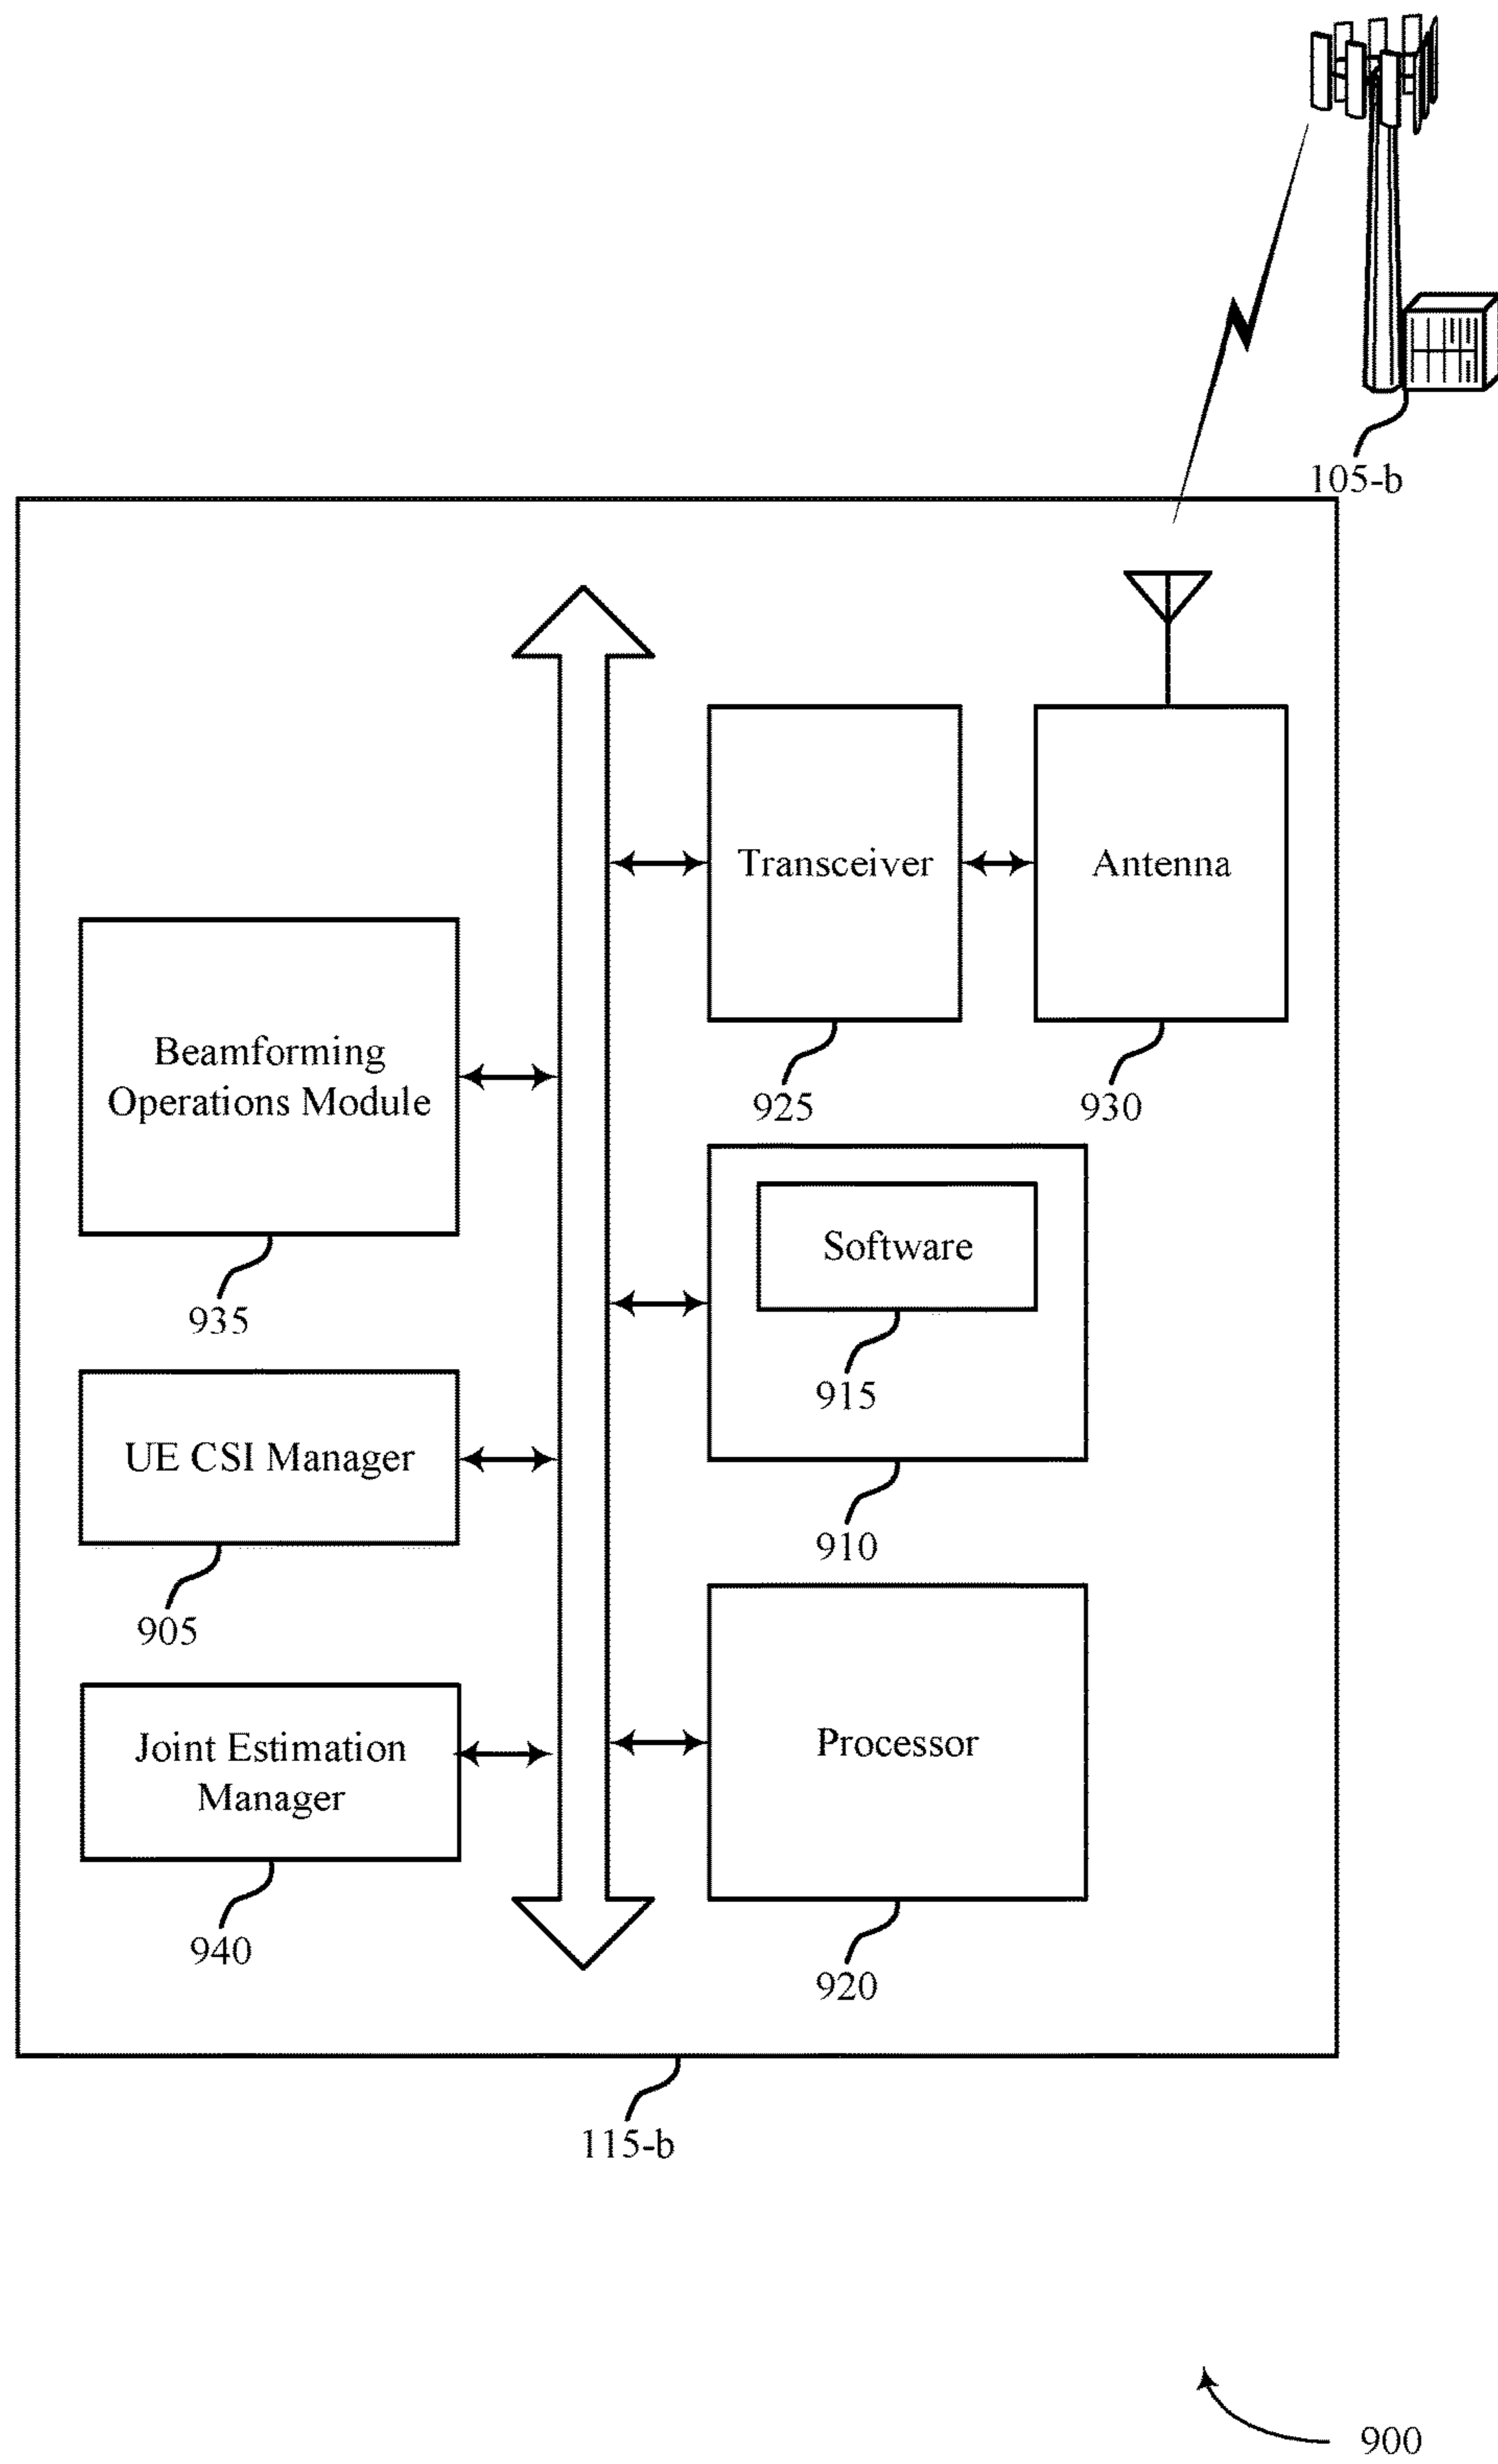 105-b
Transceiver
Antenna
925
930
Beamforming
Operations Module
935
Software
915
910
UE CSI Manager
905
Joint Estimation
Manager
940
Processor
920
115-b
900